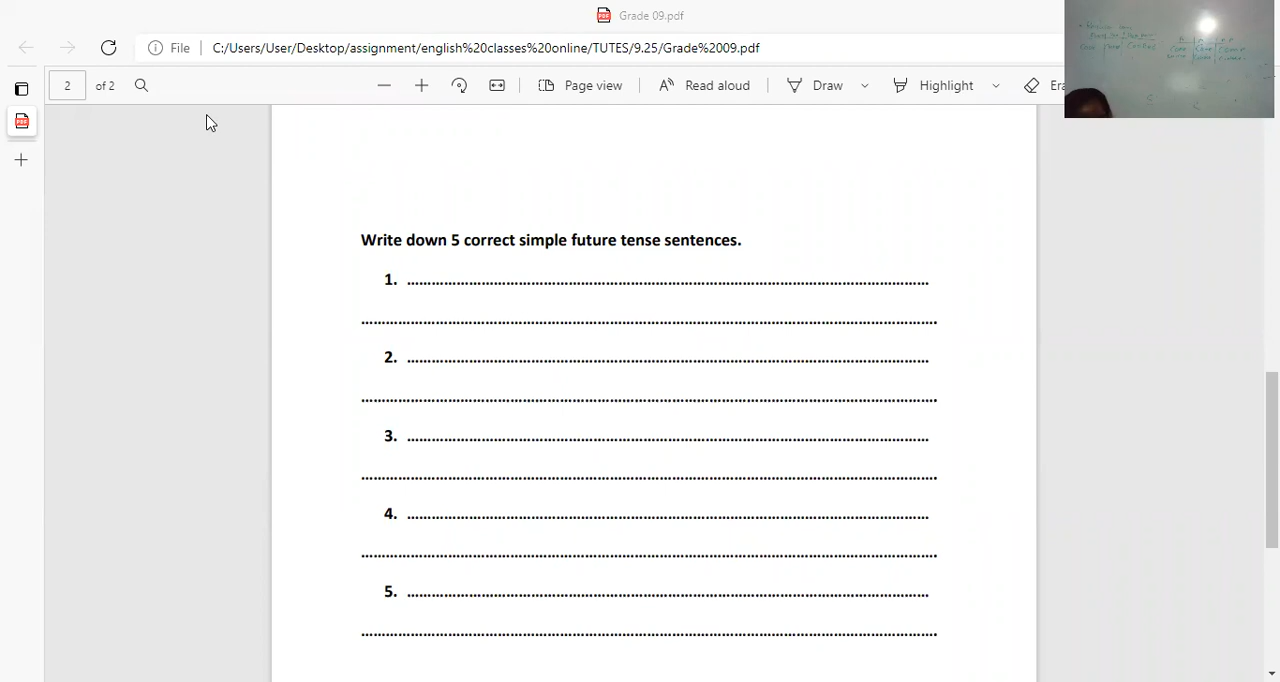 Grade 09.pdf
File C:/Users/User/Desktop/assignment/english%20classes%20online/TUTES/9.25/Grade%2009.pdf
2 of 2 Page view Read aloud Draw Highlight Era
Write down 5 correct simple future tense sentences.
1. ................................................................
................................................................
2. ................................................................
................................................................
3. ................................................................
................................................................
4. ................................................................
................................................................
5. ................................................................
................................................................